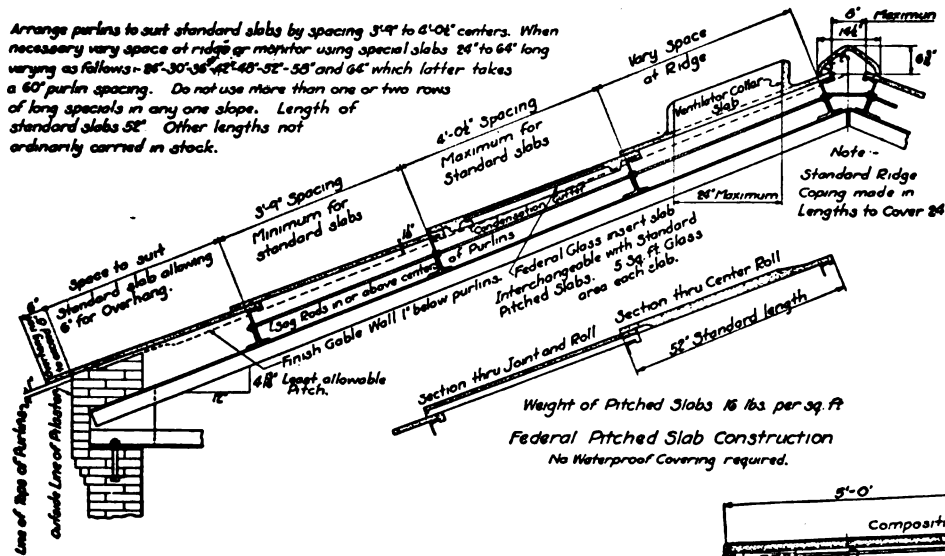 Arrange purlins to suit standard slabs by spacing 3'-9" to 4'-0½" centers. When
necessary vary space at ridge or monitor using special slabs 24" to 64" long
varying as follows:- 26"-30"-36"-42"-48"-52"-58" and 64" which latter takes
a 60" purlin spacing. Do not use more than one or two rows
of long specials in any one slope. Length of
standard slabs 52" Other lengths not
ordinarily carried in stock.
8" Maximum
14½"
Vary Space
at Ridge
Ventilator Collar
Slab
4'-0½" Spacing
Maximum for
Standard slabs
24" Maximum
Note:-
Standard Ridge
Coping made in
Lengths to Cover 24
3'-9" Spacing
Minimum for
standard slabs
Condensation Gutter
Space to suit
Standard slab allowing
6" for Overhang.
6"
Sag Rods in or above centers of Purlins
Federal Glass insert slab
Interchangeable with Standard
Pitched Slabs. 5 Sq. ft Glass
area each slab.
Finish Gable Wall 1" below purlins.
Least allowable
Pitch.
12"
Section thru Joint and Roll
Section thru Center Roll
52" Standard length
Weight of Pitched Slabs 16 lbs. per sq. ft
Federal Pitched Slab Construction
No Waterproof Covering required.
Line of Tops of Purlins
Outside Line of Pilaster
5'-0"
Compositi